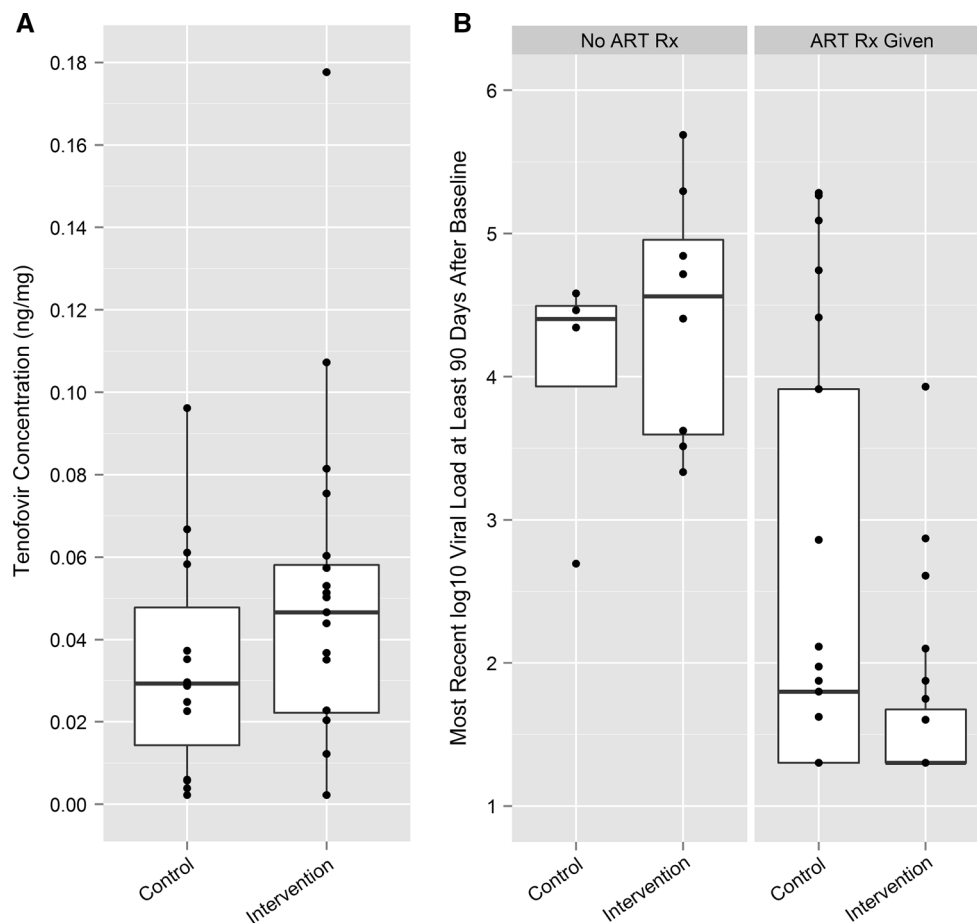 A
Tenofovir Concentration (ng/mg)
0.18
0.16
0.14
0.12
0.10
0.08
0.06
0.04
0.02
0.00
Control
Intervention
B
No ART Rx
ART Rx Given
Most Recent log10 Viral Load at Least 90 Days After Baseline
6
5
4
3
2
1
Control
Intervention
Control
Intervention